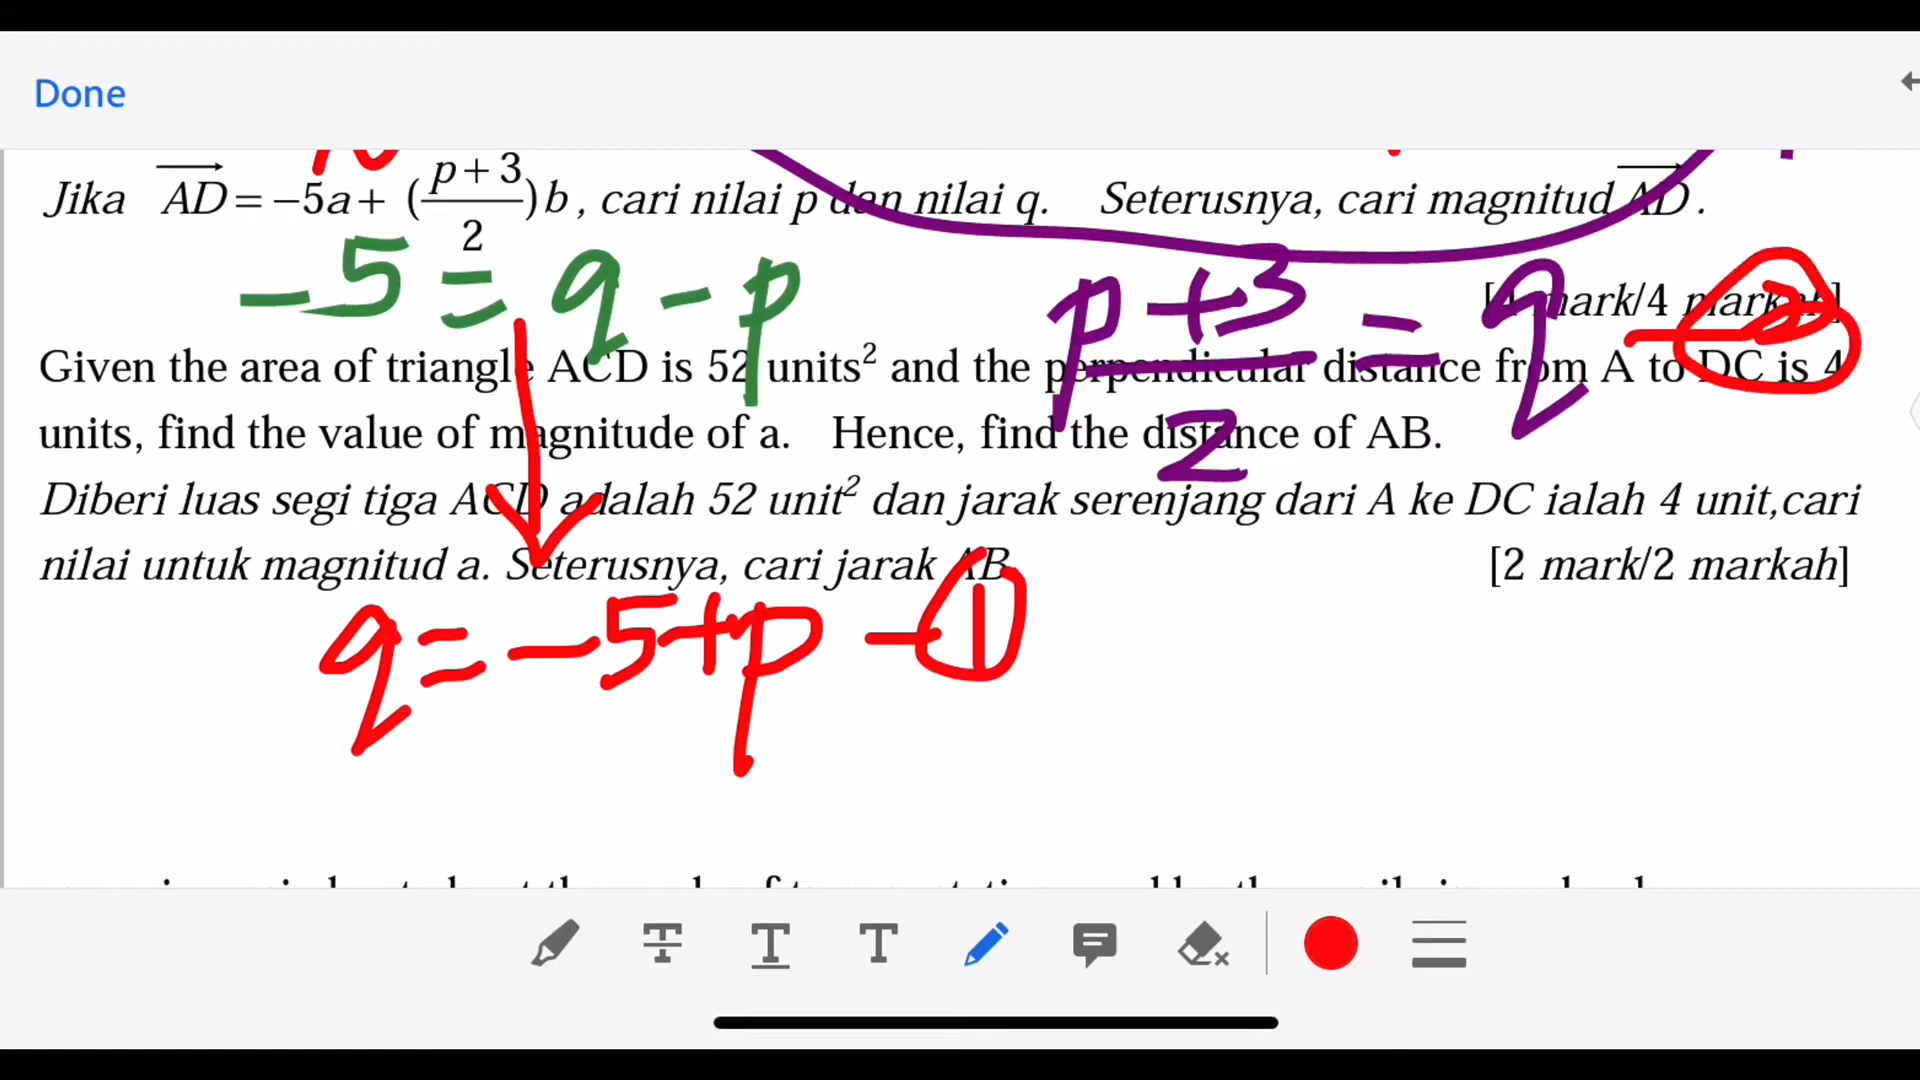 Done
Jika AD = -5a + (p+3/2)b, cari nilai p dan nilai q. Seterusnya, cari magnitud AD.
-5 = q - p
p+3/2 = q - ②
[4 mark/4 markah]
Given the area of triangle ACD is 52 units² and the perpendicular distance from A to DC is 4
units, find the value of magnitude of a. Hence, find the distance of AB.
Diberi luas segi tiga ACD adalah 52 unit² dan jarak serenjang dari A ke DC ialah 4 unit,cari
nilai untuk magnitud a. Seterusnya, cari jarak AB.
[2 mark/2 markah]
q = -5+p - ①